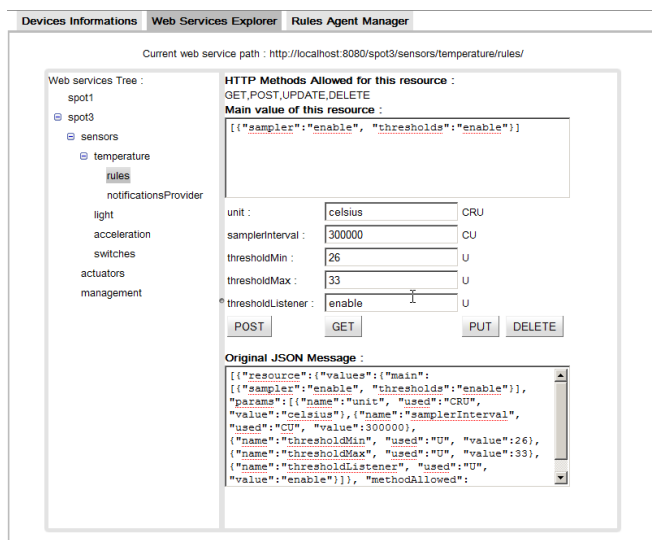 Devices Informations Web Services Explorer Rules Agent Manager
Current web service path : http://localhost:8080/spot3/sensors/temperature/rules/
Web services Tree :
spot1
spot3
sensors
temperature
rules
notificationsProvider
light
acceleration
switches
actuators
management
HTTP Methods Allowed for this resource :
GET,POST,UPDATE,DELETE
Main value of this resource :
[{"sampler":"enable", "thresholds":"enable"}]
unit : celsius CRU
samplerInterval : 300000 CU
thresholdMin : 26 U
thresholdMax : 33 U
thresholdListener : enable U
POST GET PUT DELETE
Original JSON Message :
[{"resource":{"values":{"main":
[{"sampler":"enable", "thresholds":"enable"}],
"params":[{"name":"unit", "used":"CRU",
"value":"celsius"},{"name":"samplerInterval",
"used":"CU", "value":300000},
{"name":"thresholdMin", "used":"U", "value":26},
{"name":"thresholdMax", "used":"U", "value":33},
{"name":"thresholdListener", "used":"U",
"value":"enable"}]}, "methodAllowed":